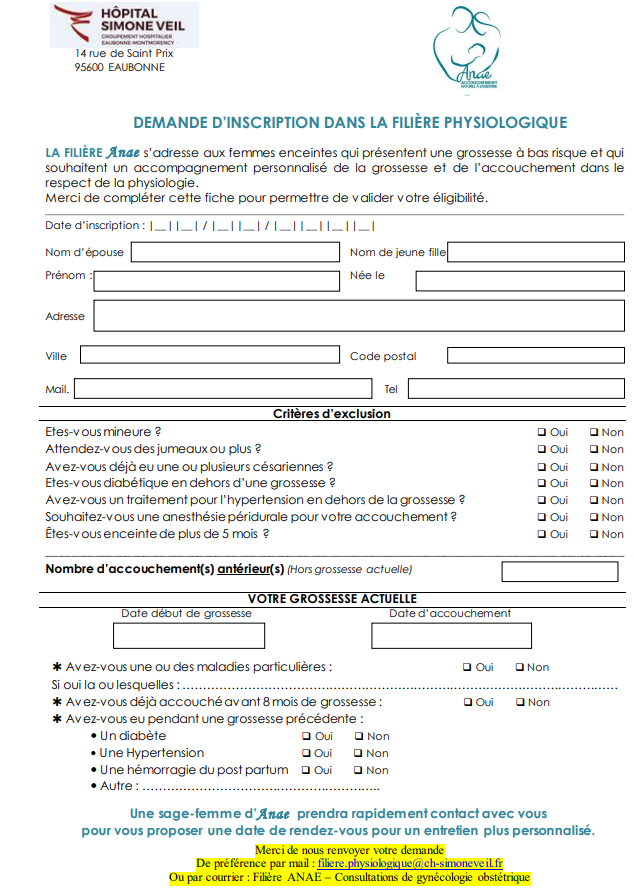 HÔPITAL
SIMONE VEIL
GROUPEMENT HOSPITALIER
EAUBONNE-MONTMORENCY
14 rue de Saint Prix
95600 EAUBONNE
Anae
ACCOUCHEMENT
NATUREL À EAUBONNE
DEMANDE D'INSCRIPTION DANS LA FILIÈRE PHYSIOLOGIQUE
LA FILIÈRE Anae s'adresse aux femmes enceintes qui présentent une grossesse à bas risque et qui
souhaitent un accompagnement personnalisé de la grossesse et de l'accouchement dans le
respect de la physiologie.
Merci de compléter cette fiche pour permettre de valider votre éligibilité.
Date d'inscription : |__||__| / |__||__| / |__||__||__||__|
Nom d'épouse Nom de jeune fille
Prénom : Née le
Adresse
Ville Code postal
Mail. Tel
Critères d'exclusion
Etes-vous mineure ? ❑ Oui ❑ Non
Attendez-vous des jumeaux ou plus ? ❑ Oui ❑ Non
Avez-vous déjà eu une ou plusieurs césariennes ? ❑ Oui ❑ Non
Etes-vous diabétique en dehors d'une grossesse ? ❑ Oui ❑ Non
Avez-vous un traitement pour l'hypertension en dehors de la grossesse ? ❑ Oui ❑ Non
Souhaitez-vous une anesthésie péridurale pour votre accouchement ? ❑ Oui ❑ Non
Êtes-vous enceinte de plus de 5 mois ? ❑ Oui ❑ Non
Nombre d'accouchement(s) antérieur(s) (Hors grossesse actuelle)
VOTRE GROSSESSE ACTUELLE
Date début de grossesse Date d'accouchement
✱ Avez-vous une ou des maladies particulières : ❑ Oui ❑ Non
Si oui la ou lesquelles : ……………………………………………………………………………………
✱ Avez-vous déjà accouché avant 8 mois de grossesse : ❑ Oui ❑ Non
✱ Avez-vous eu pendant une grossesse précédente :
• Un diabète ❑ Oui ❑ Non
• Une Hypertension ❑ Oui ❑ Non
• Une hémorragie du post partum ❑ Oui ❑ Non
• Autre : …………………………………………………..
Une sage-femme d'Anae prendra rapidement contact avec vous
pour vous proposer une date de rendez-vous pour un entretien plus personnalisé.
Merci de nous renvoyer votre demande
De préférence par mail : filiere.physiologique@ch-simoneveil.fr
Ou par courrier : Filière ANAE – Consultations de gynécologie obstétrique